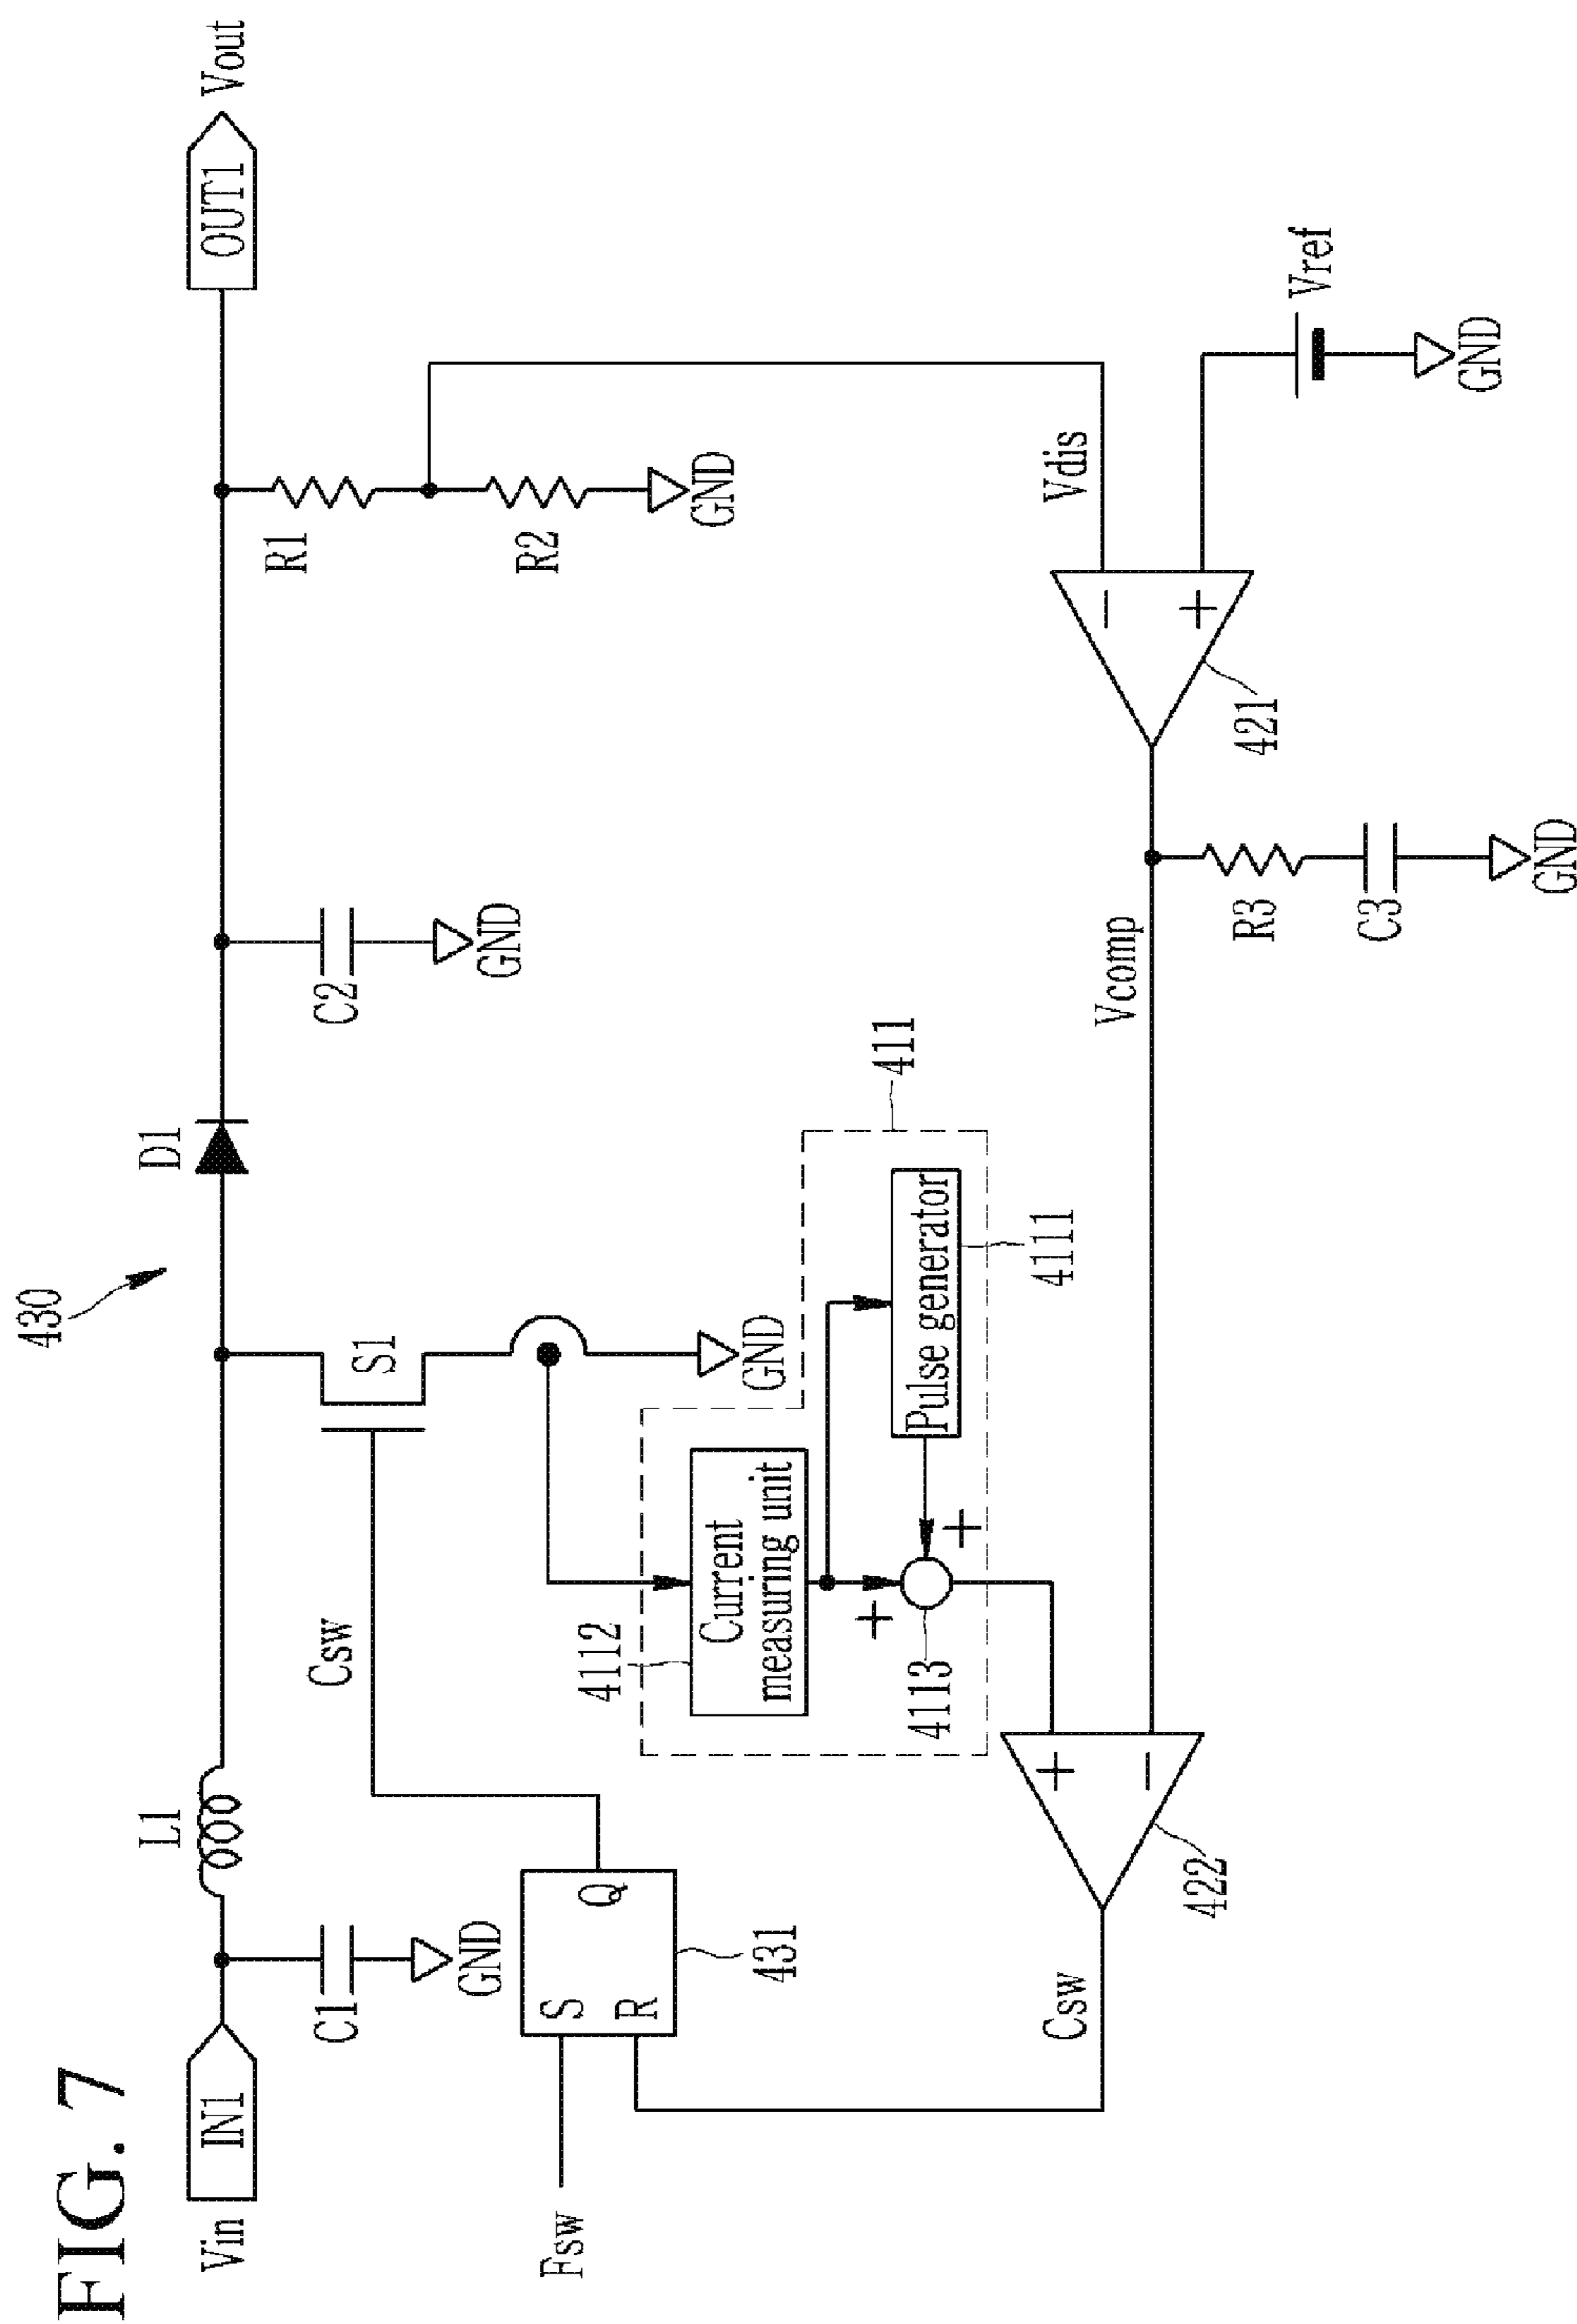 FIG. 7
430
Vin
IN1
L1
D1
OUT1
Vout
C1
GND
Csw
S1
C2
GND
R1
R2
GND
Fsw
S
R
Q
431
GND
4112
Current
measuring unit
411
+
4113
+
Pulse generator
4111
Csw
+
−
422
Vcomp
Vdis
−
+
421
R3
C3
GND
Vref
GND